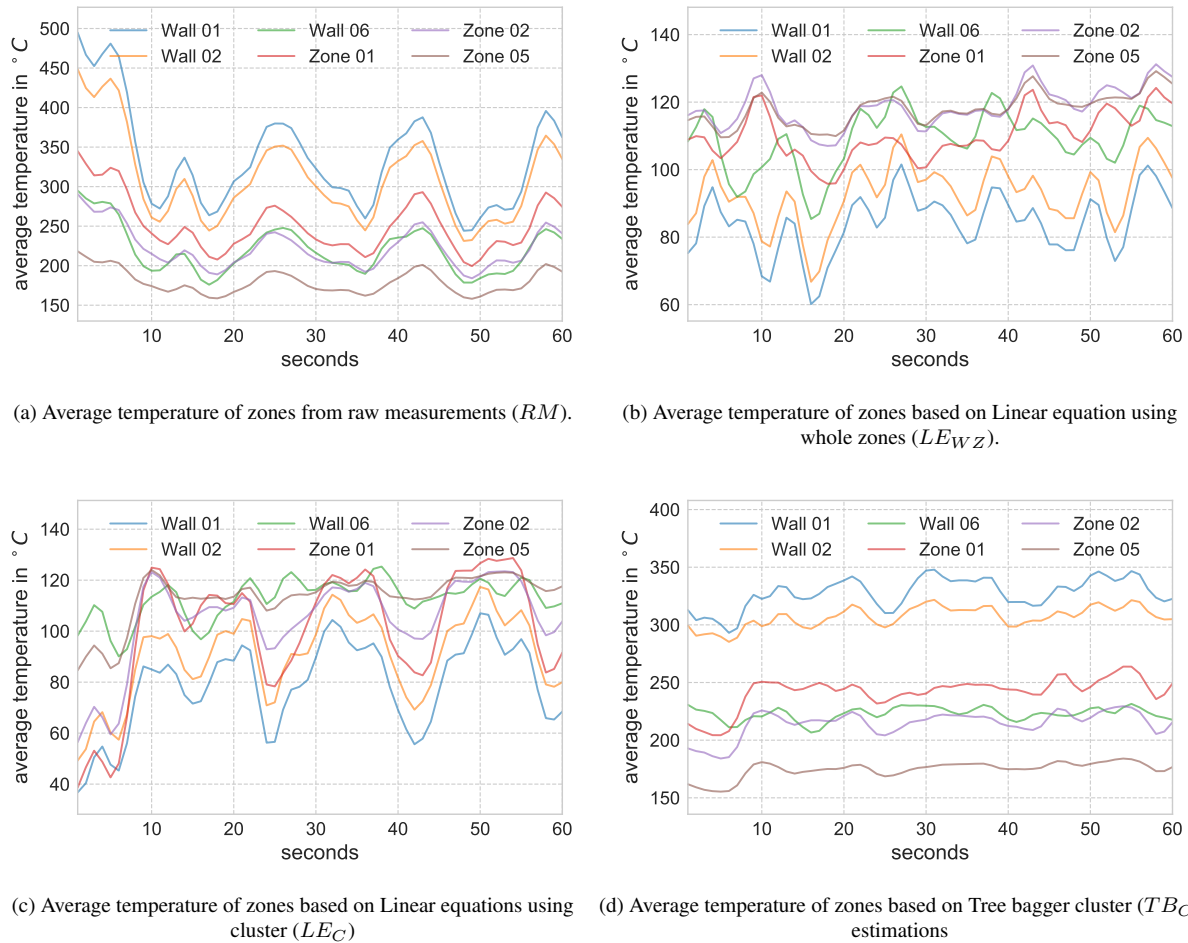 500
450
400
350
300
250
200
150
average temperature in °C
Wall 01 Wall 06 Zone 02
Wall 02 Zone 01 Zone 05
10 20 30 40 50 60
seconds
(a) Average temperature of zones from raw measurements (RM).
140
120
100
80
60
average temperature in °C
Wall 01 Wall 06 Zone 02
Wall 02 Zone 01 Zone 05
10 20 30 40 50 60
seconds
(b) Average temperature of zones based on Linear equation using
whole zones (LE_WZ).
140
120
100
80
60
40
average temperature in °C
Wall 01 Wall 06 Zone 02
Wall 02 Zone 01 Zone 05
10 20 30 40 50 60
seconds
(c) Average temperature of zones based on Linear equations using
cluster (LE_C)
400
350
300
250
200
150
average temperature in °C
Wall 01 Wall 06 Zone 02
Wall 02 Zone 01 Zone 05
10 20 30 40 50 60
seconds
(d) Average temperature of zones based on Tree bagger cluster (TB_C
estimations